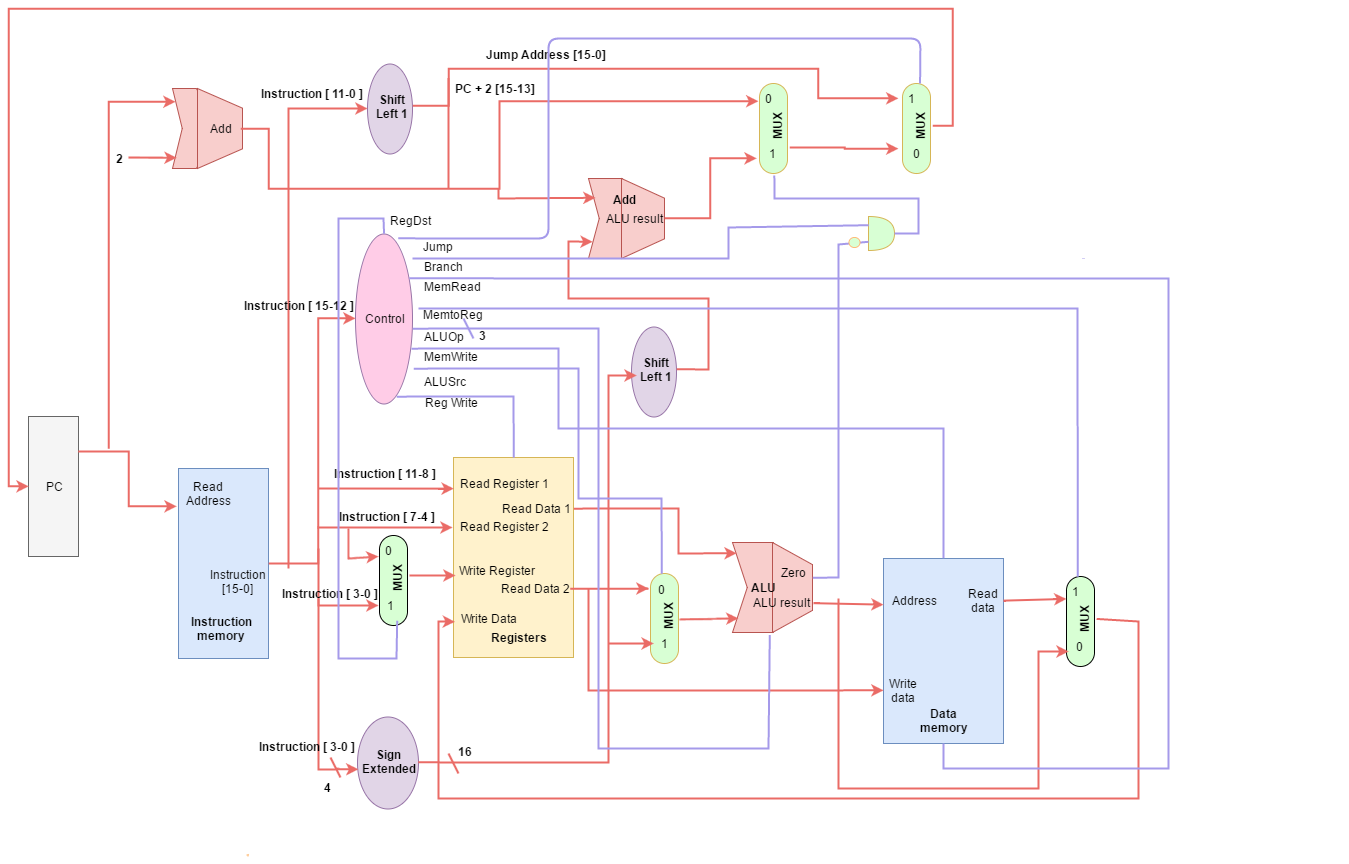 Jump Address [15-0]
Instruction [ 11-0 ]
Shift
Left 1
PC + 2 [15-13]
0
MUX
1
1
MUX
0
Add
2
Add
ALU result
RegDst
Jump
Branch
MemRead
MemtoReg
ALUOp
3
MemWrite
ALUSrc
Reg Write
Instruction [ 15-12 ]
Control
Shift
Left 1
PC
Read
Address
Instruction
[15-0]
Instruction
memory
Instruction [ 11-8 ]
Instruction [ 7-4 ]
Instruction [ 3-0 ]
0
MUX
1
Read Register 1
Read Data 1
Read Register 2
Write Register
Read Data 2
Write Data
Registers
0
MUX
1
Zero
ALU
ALU result
Address
Read
data
Write
data
Data
memory
1
MUX
0
Instruction [ 3-0 ]
4
Sign
Extended
16